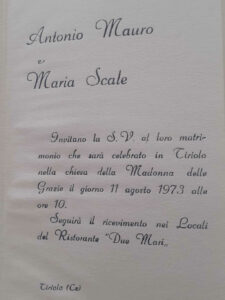 Antonio Mauro
e
Maria Scale
Invitano la S.V. al loro matri-
monio che sarà celebrato in Tiriolo
nella chiesa della Madonna delle
Grazie il giorno 11 agosto 1973 alle
ore 10.
Seguirà il ricevimento nei Locali
del Ristorante "Due Mari„
Tiriolo (Cz)